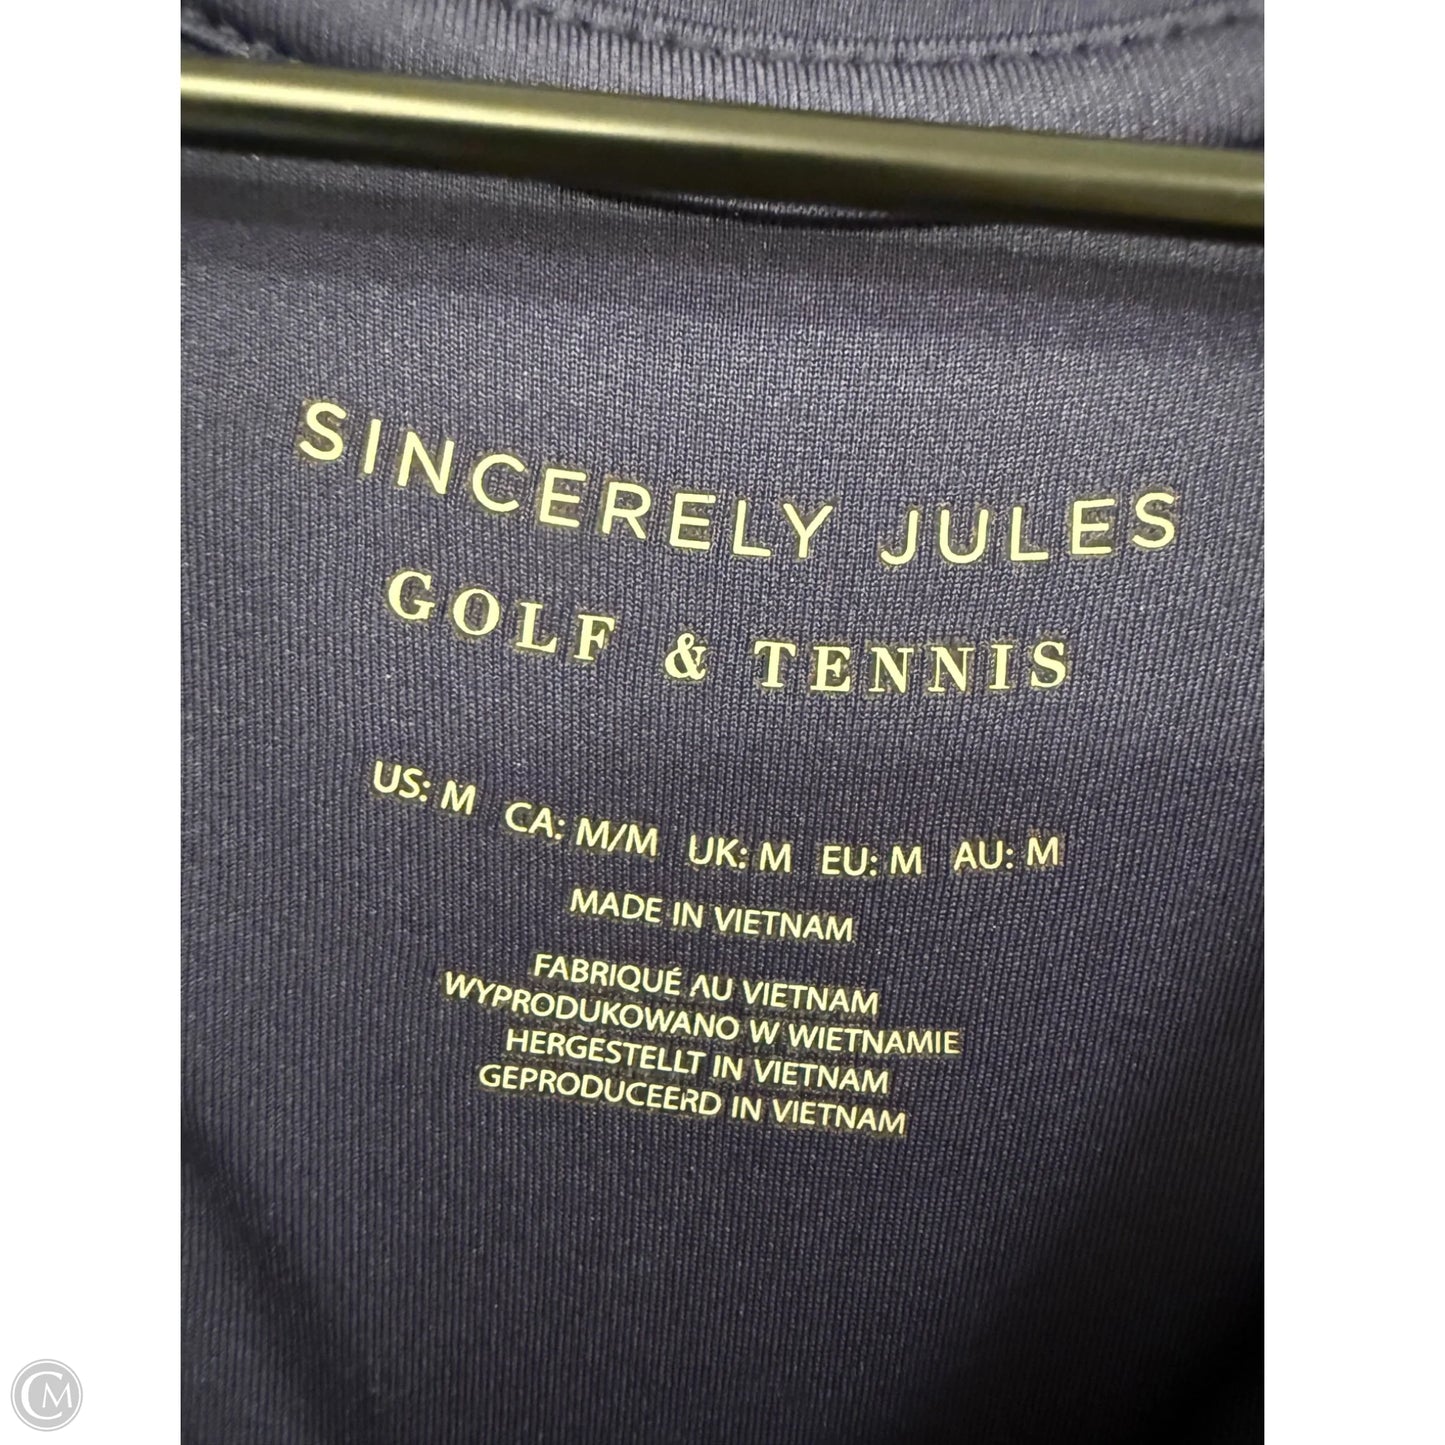 SINCERELY JULES
GOLF & TENNIS
US: M CA: M/M UK: M EU: M AU: M
MADE IN VIETNAM
FABRIQUÉ AU VIETNAM
WYPRODUKOWANO W WIETNAMIE
HERGESTELLT IN VIETNAM
GEPRODUCEERD IN VIETNAM
CM